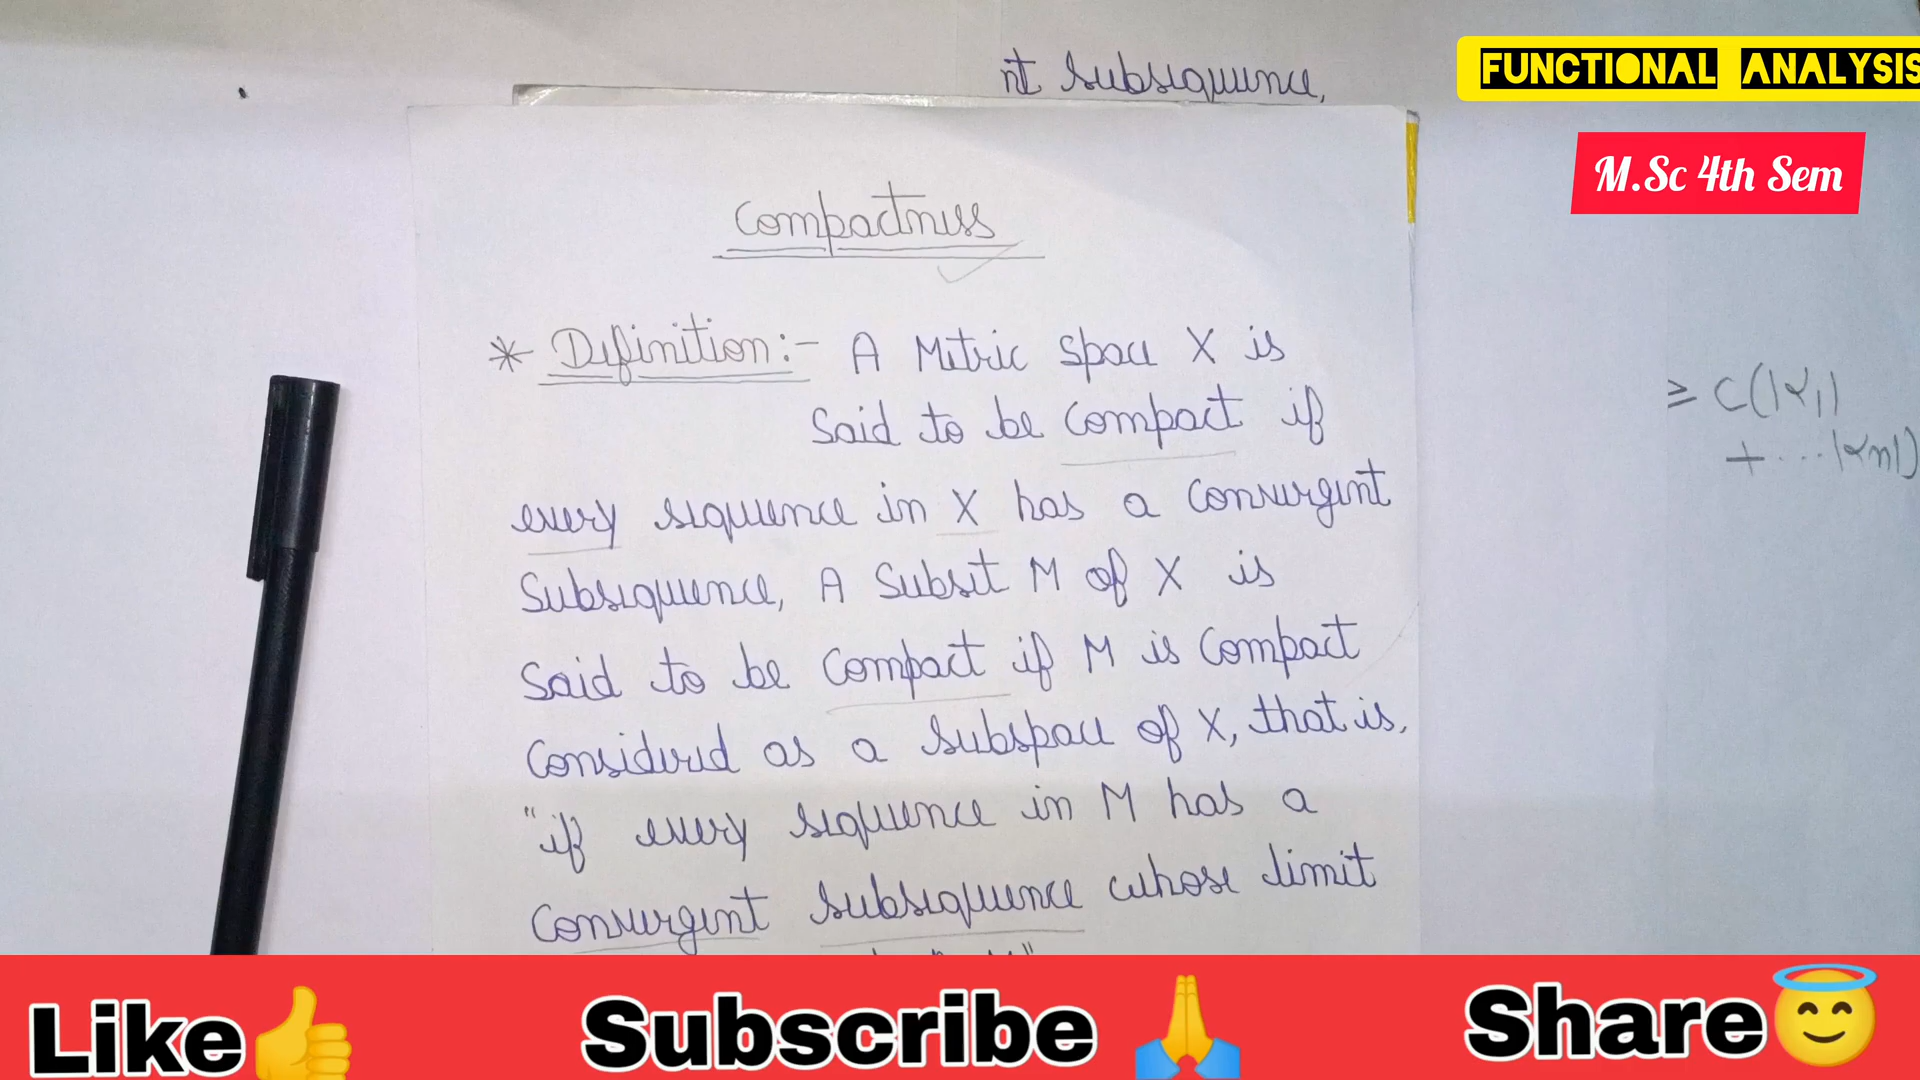 nt subsequence,
FUNCTIONAL ANALYSIS
M.Sc 4th Sem
Compactness
* Definition:- A Metric space X is
said to be compact if
≥ C(|α1|
+...|αn|)
every sequence in X has a convergent
Subsequence, A Subset M of X is
said to be compact if M is compact
considered as a subspace of X, that is,
"if every sequence in M has a
convergent subsequence whose limit
Like👍 Subscribe 🙏 Share😇